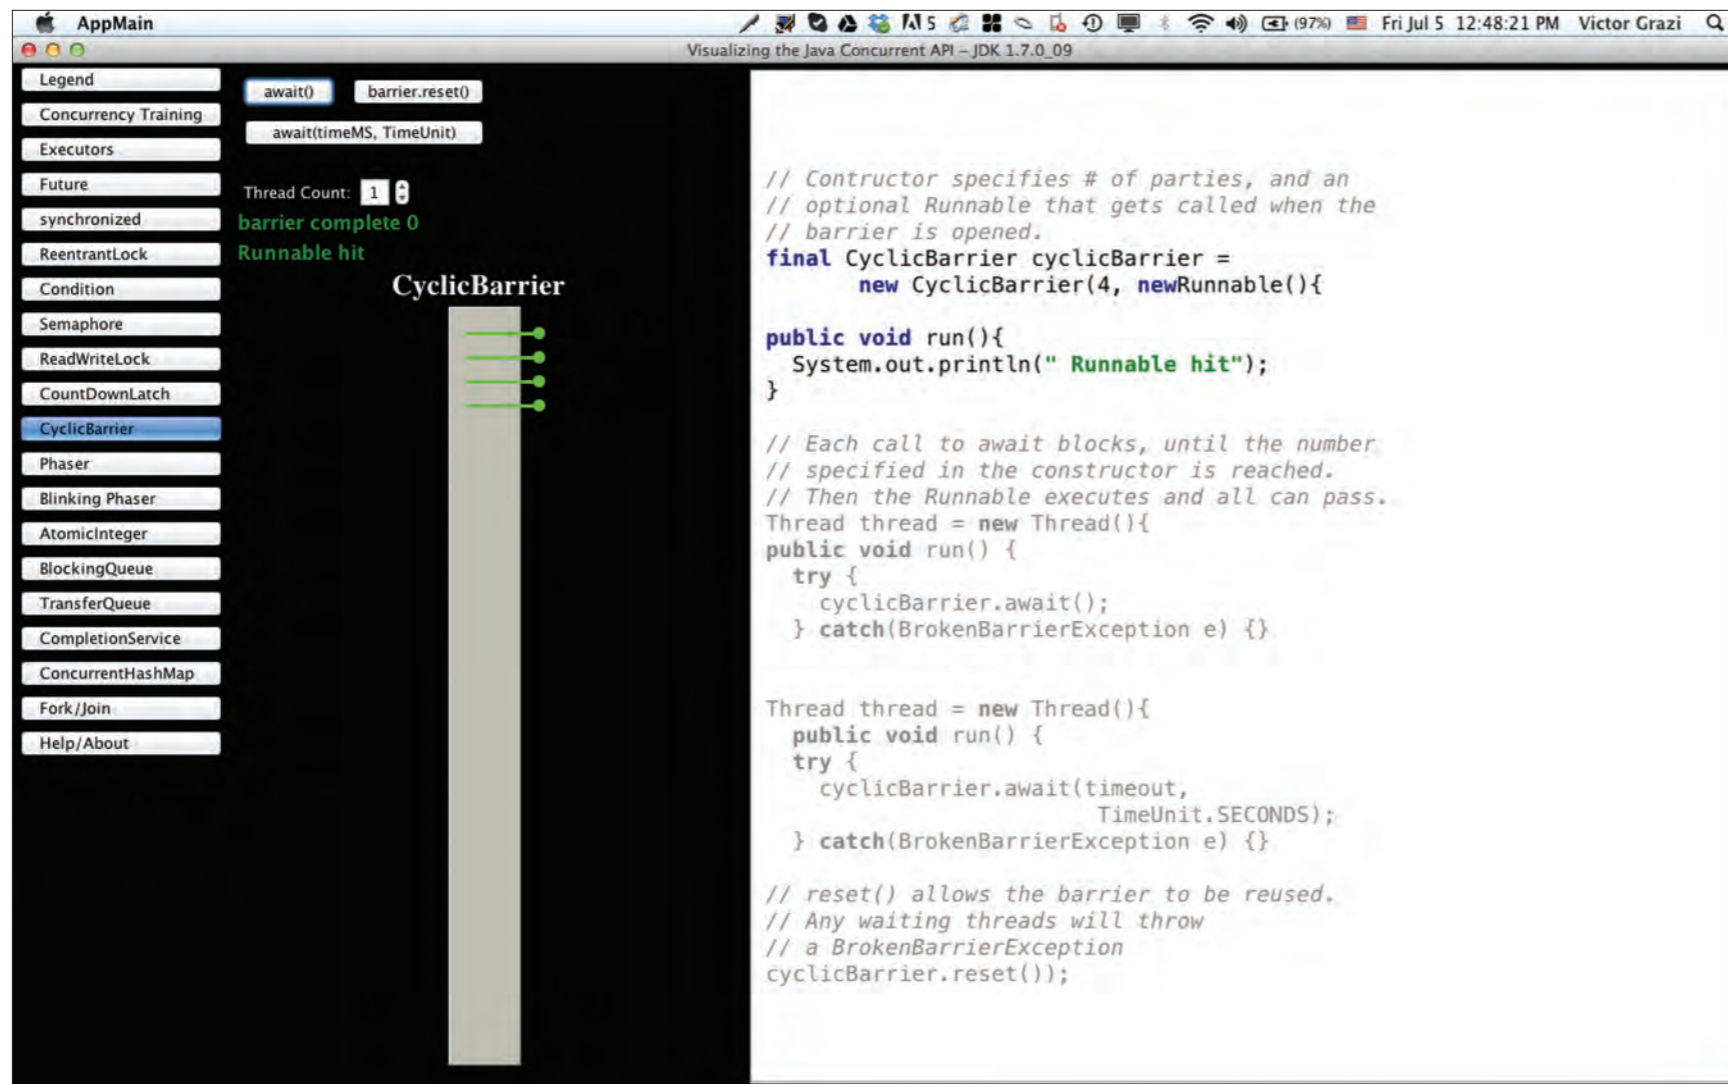 AppMain
5
(97%)
Fri Jul 5 12:48:21 PM
Victor Grazi
Visualizing the Java Concurrent API – JDK 1.7.0_09
Legend
Concurrency Training
Executors
Future
synchronized
ReentrantLock
Condition
Semaphore
ReadWriteLock
CountDownLatch
CyclicBarrier
Phaser
Blinking Phaser
AtomicInteger
BlockingQueue
TransferQueue
CompletionService
ConcurrentHashMap
Fork/Join
Help/About
await()
barrier.reset()
await(timeMS, TimeUnit)
Thread Count: 1
barrier complete 0
Runnable hit
CyclicBarrier
// Contructor specifies # of parties, and an
// optional Runnable that gets called when the
// barrier is opened.
final CyclicBarrier cyclicBarrier =
new CyclicBarrier(4, newRunnable(){
public void run(){
System.out.println(" Runnable hit");
}
// Each call to await blocks, until the number
// specified in the constructor is reached.
// Then the Runnable executes and all can pass.
Thread thread = new Thread(){
public void run() {
try {
cyclicBarrier.await();
} catch(BrokenBarrierException e) {}
Thread thread = new Thread(){
public void run() {
try {
cyclicBarrier.await(timeout,
TimeUnit.SECONDS);
} catch(BrokenBarrierException e) {}
// reset() allows the barrier to be reused.
// Any waiting threads will throw
// a BrokenBarrierException
cyclicBarrier.reset());